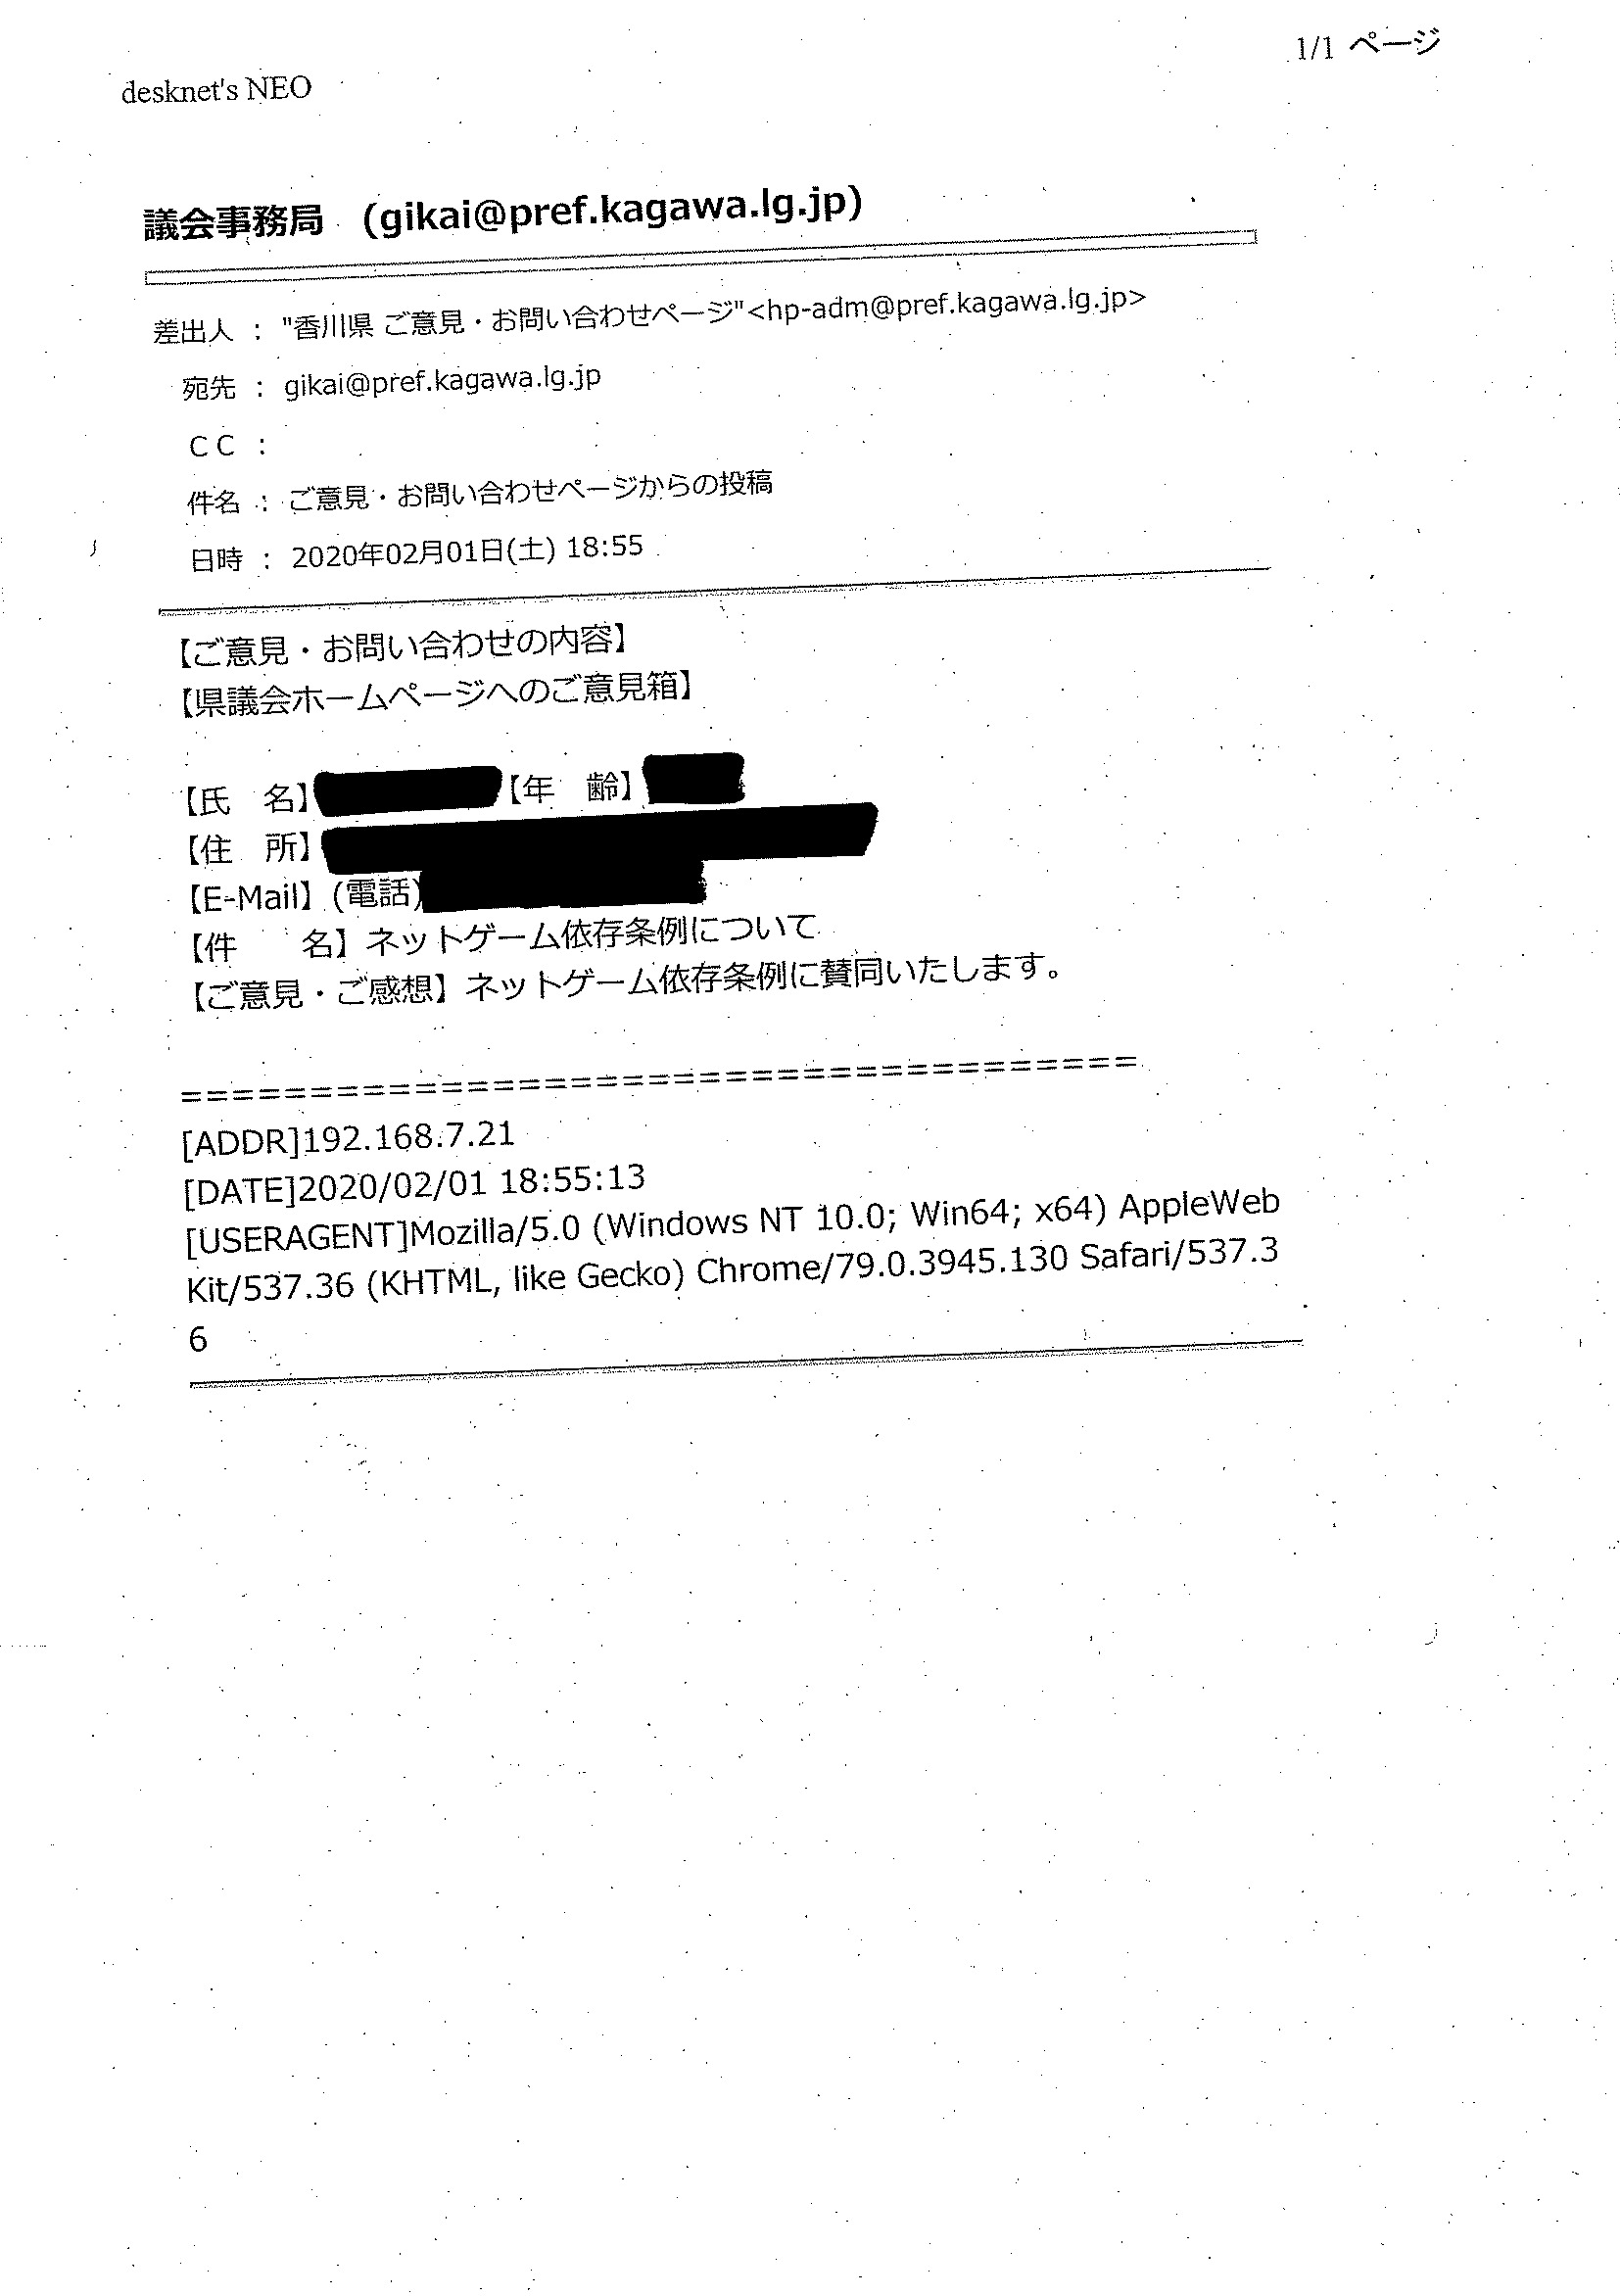 1/1 ページ
desknet's NEO
議会事務局　(gikai@pref.kagawa.lg.jp)
差出人 ： "香川県 ご意見・お問い合わせページ"<hp-adm@pref.kagawa.lg.jp>
宛先 ： gikai@pref.kagawa.lg.jp
ＣＣ ：
件名 ： ご意見・お問い合わせページからの投稿
日時 ： 2020年02月01日(土) 18:55
【ご意見・お問い合わせの内容】
【県議会ホームページへのご意見箱】
【氏　名】【年　齢】
【住　所】
【E-Mail】(電話)
【件　　名】ネットゲーム依存条例について
【ご意見・ご感想】ネットゲーム依存条例に賛同いたします。
=====================================
[ADDR]192.168.7.21
[DATE]2020/02/01 18:55:13
[USERAGENT]Mozilla/5.0 (Windows NT 10.0; Win64; x64) AppleWeb
Kit/537.36 (KHTML, like Gecko) Chrome/79.0.3945.130 Safari/537.3
6